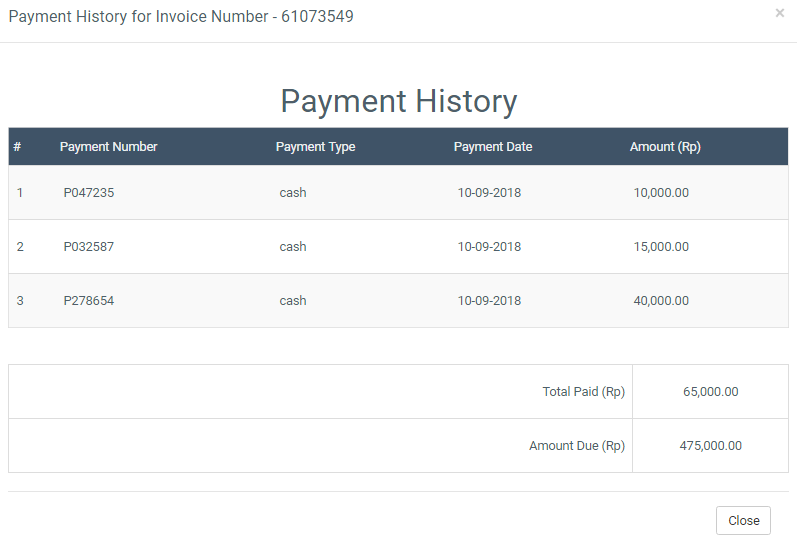 Payment History for Invoice Number - 61073549 ×
Payment History
# Payment Number Payment Type Payment Date Amount (Rp)
1 P047235 cash 10-09-2018 10,000.00
2 P032587 cash 10-09-2018 15,000.00
3 P278654 cash 10-09-2018 40,000.00
Total Paid (Rp) 65,000.00
Amount Due (Rp) 475,000.00
Close